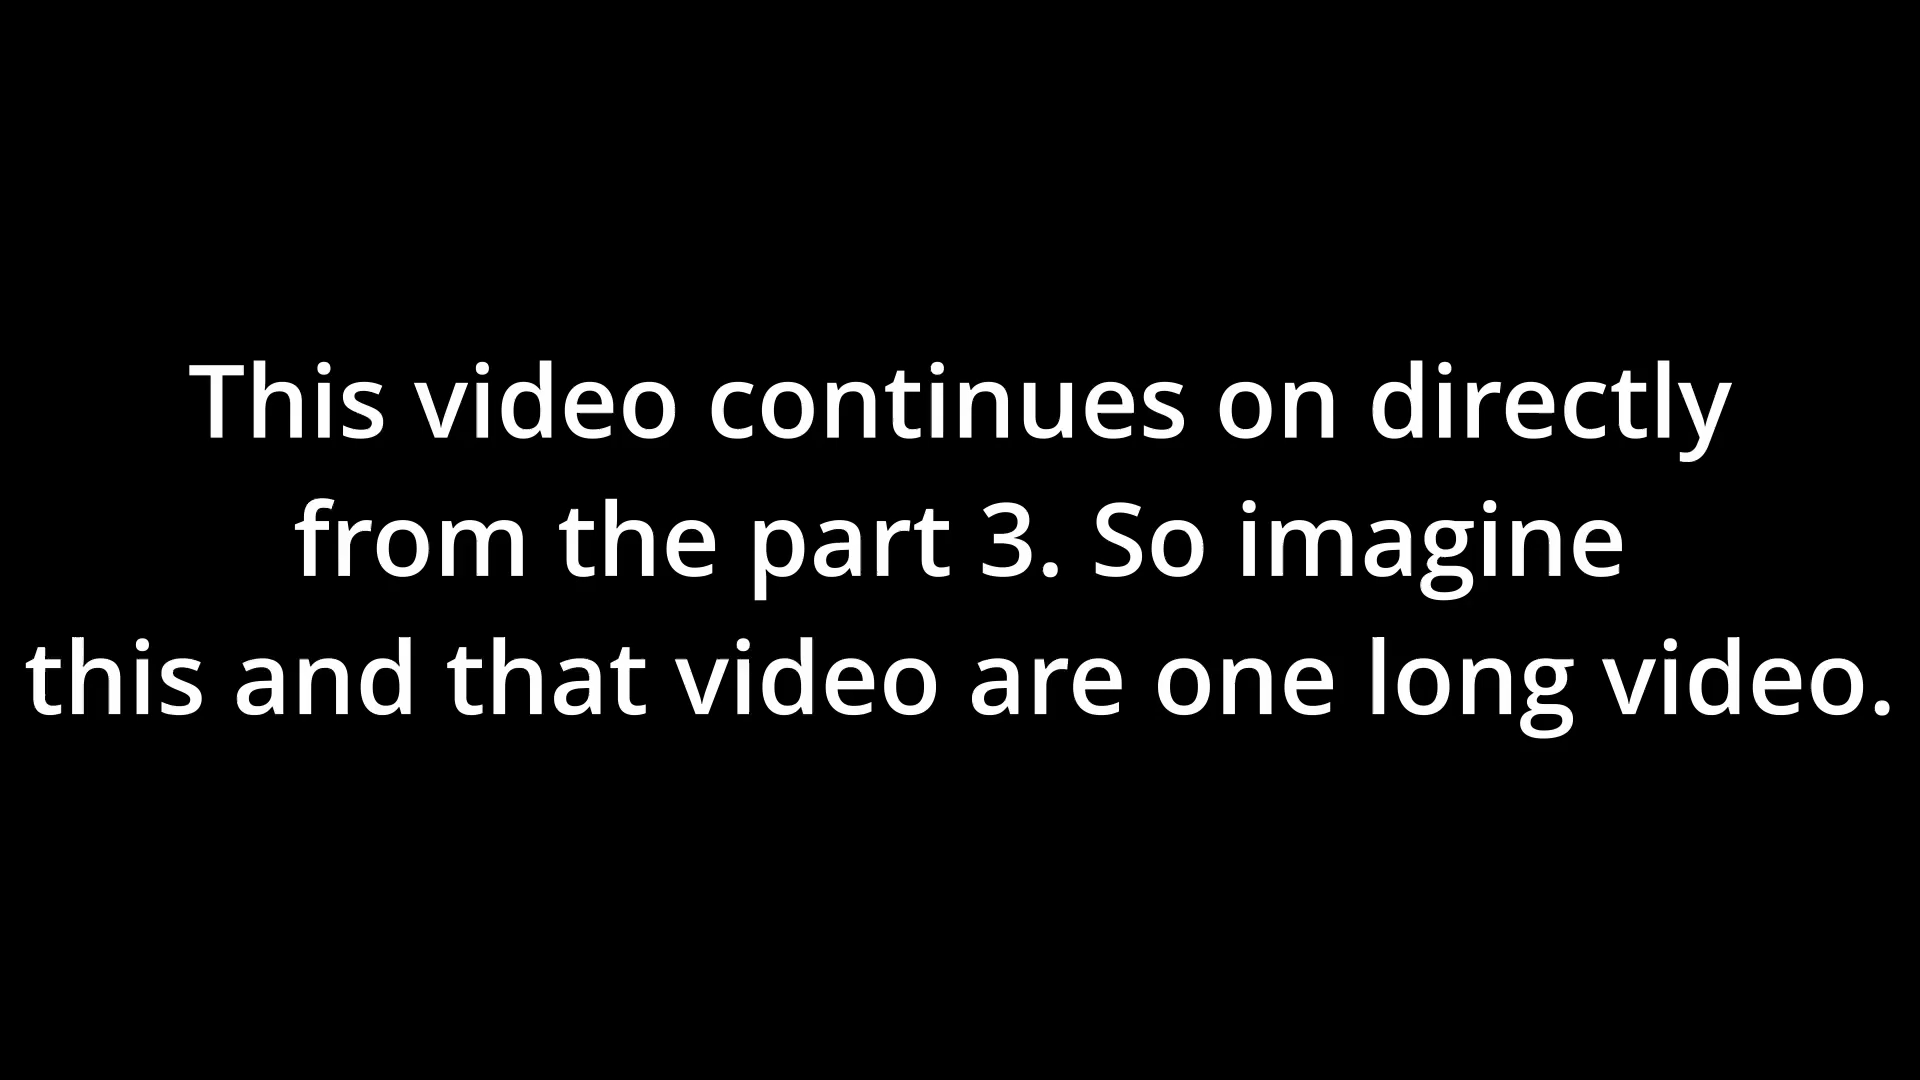 This video continues on directly
from the part 3. So imagine
this and that video are one long video.